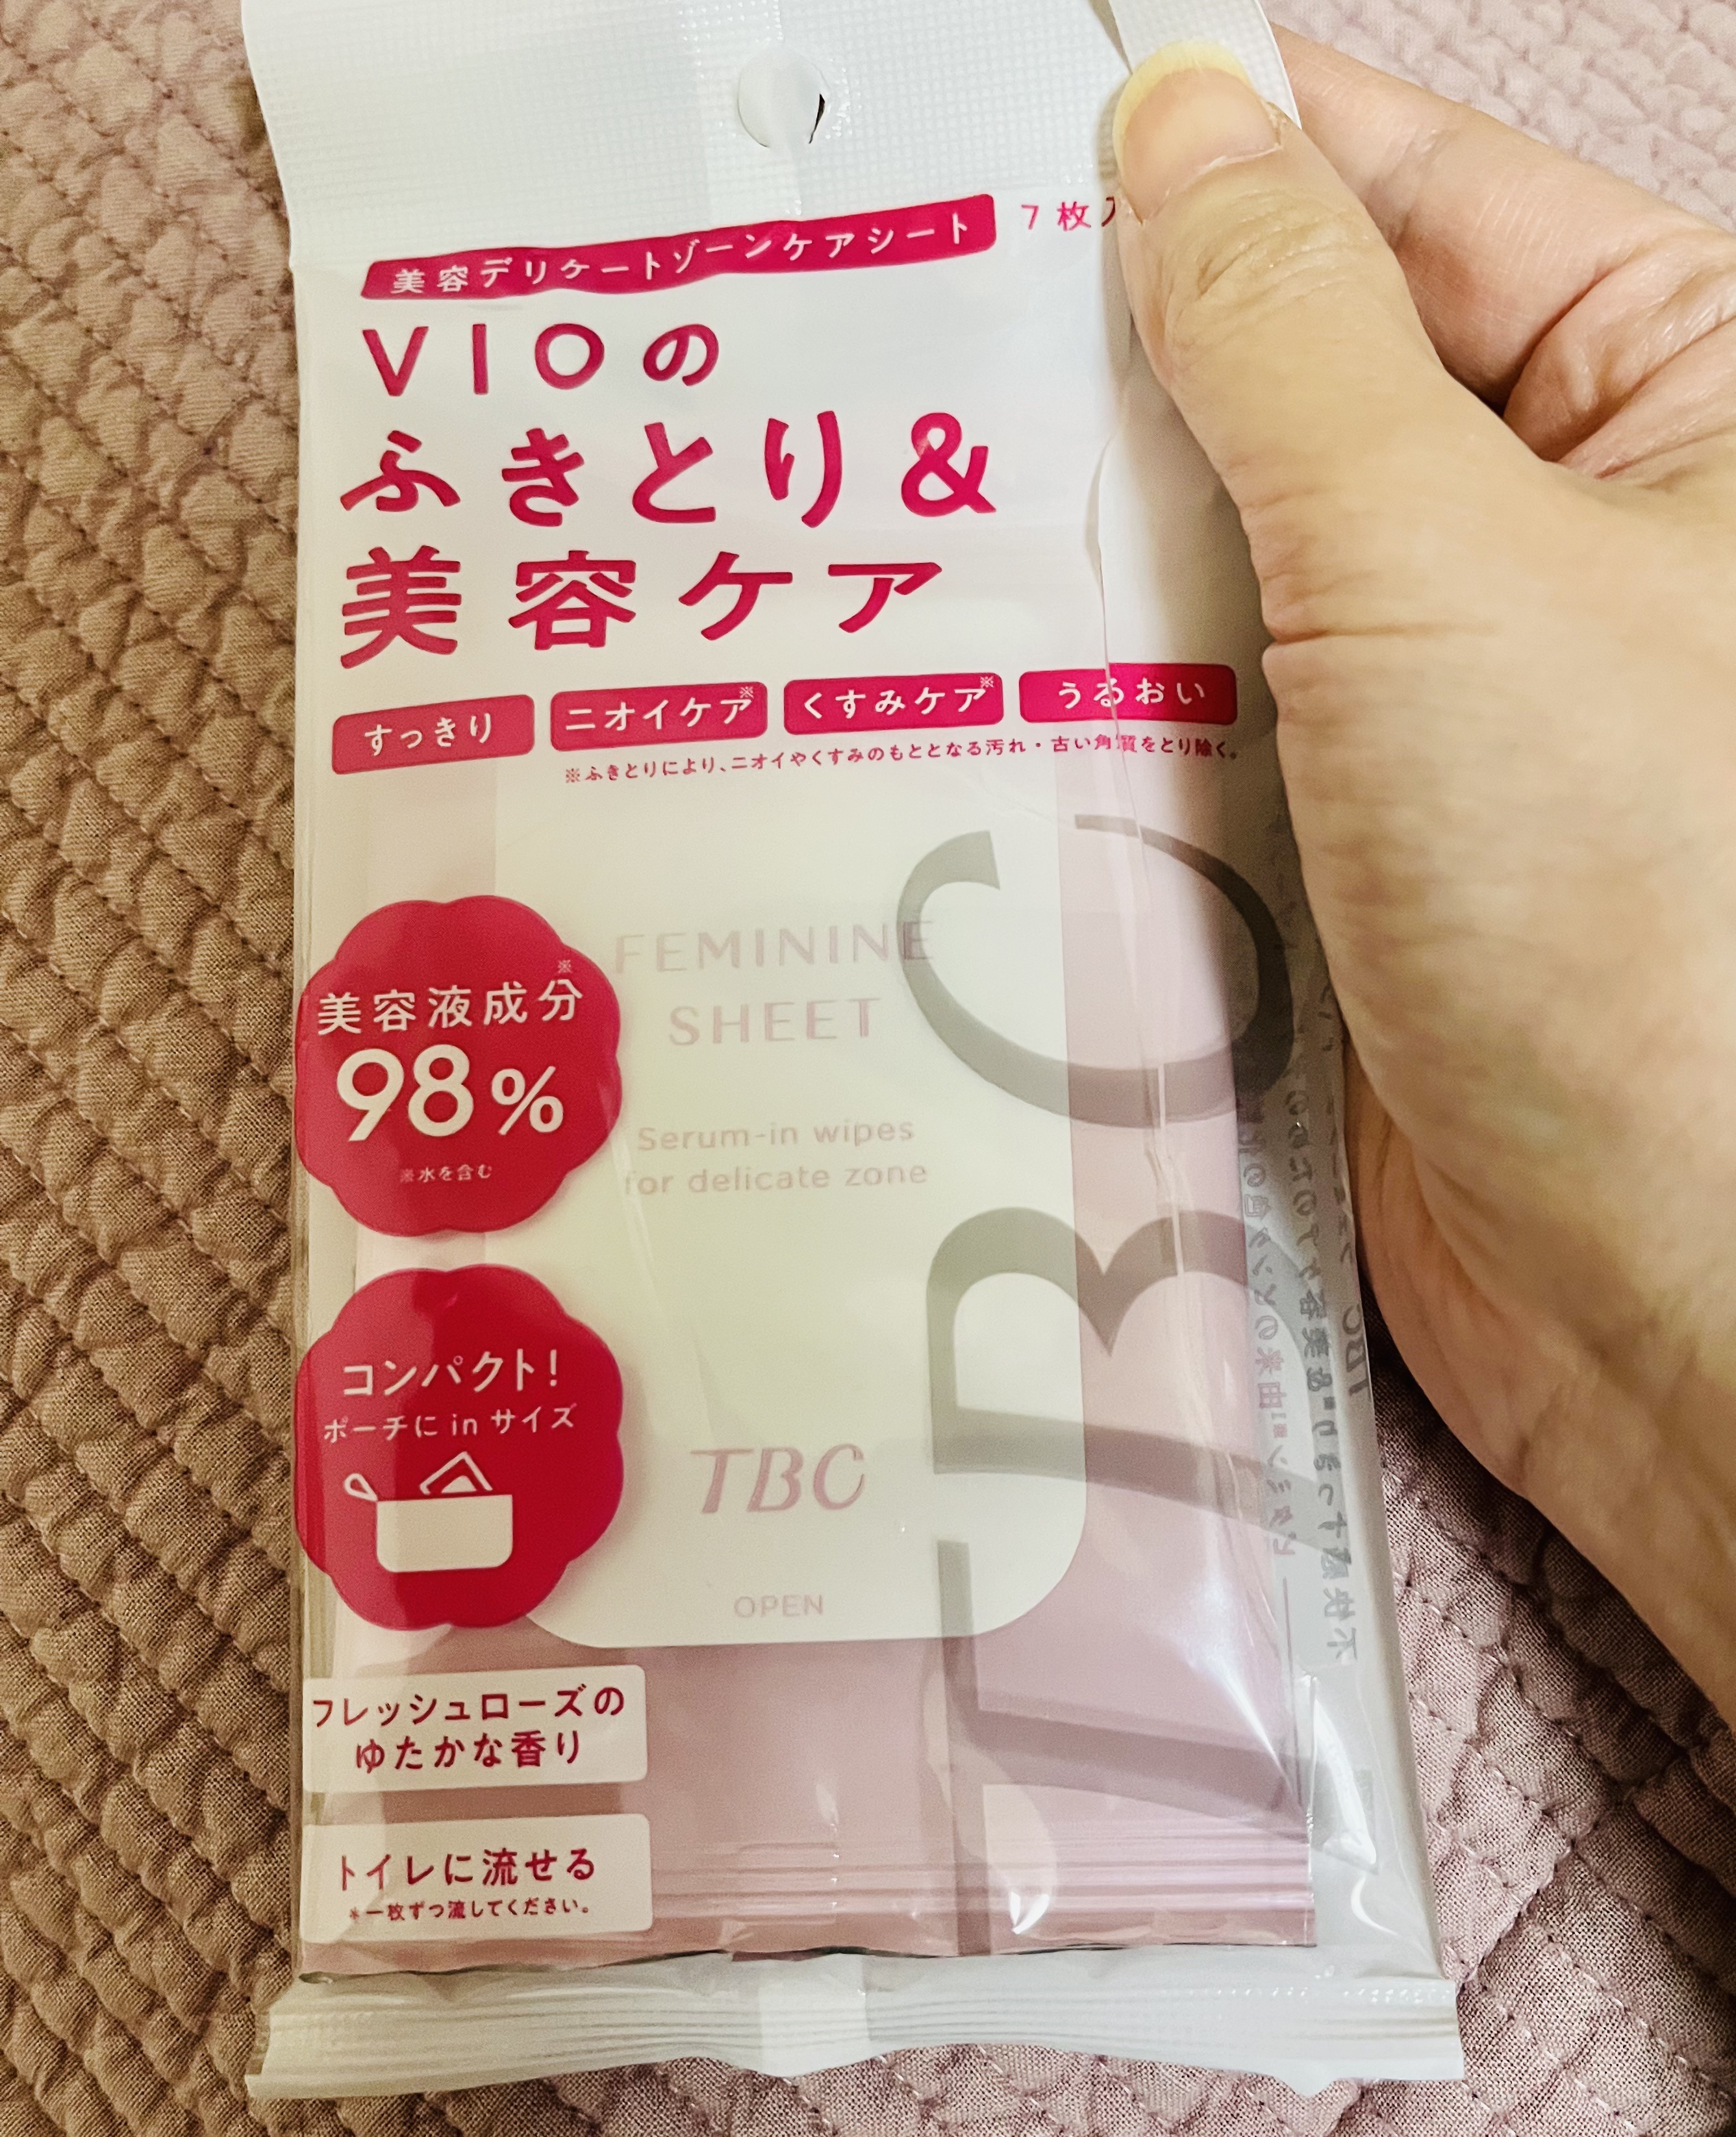 美容デリケートゾーンケアシート
7枚
VIOの
ふきとり&
美容ケア
すっきり
ニオイケア※
くすみケア※
うるおい
※ふきとりにより、ニオイやくすみのもととなる汚れ・古い角質をとり除く。
FEMININE
SHEET
Serum-in wipes
for delicate zone
TBC
OPEN
TBC
美容液成分※
98%
※水を含む
コンパクト!
ポーチに in サイズ
フレッシュローズの
ゆたかな香り
トイレに流せる
*一枚ずつ流してください。